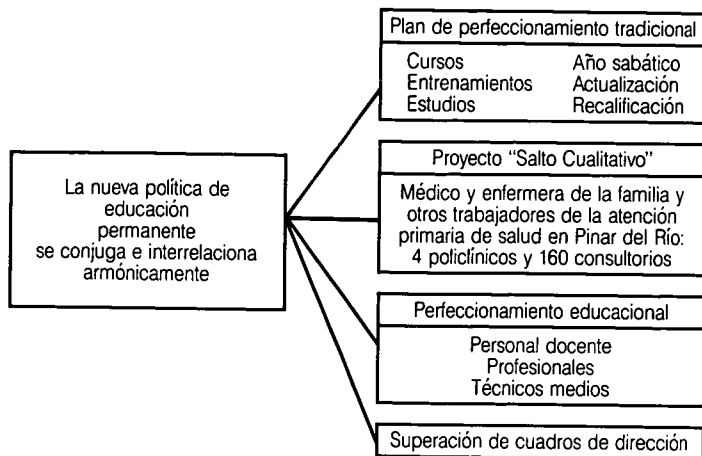 La nueva política de
educación
permanente
se conjuga e interrelaciona
armónicamente
Plan de perfeccionamiento tradicional
Cursos Año sabático
Entrenamientos Actualización
Estudios Recalificación
Proyecto "Salto Cualitativo"
Médico y enfermera de la familia y
otros trabajadores de la atención
primaria de salud en Pinar del Río:
4 policlínicos y 160 consultorios
Perfeccionamiento educacional
Personal docente
Profesionales
Técnicos medios
Superación de cuadros de dirección